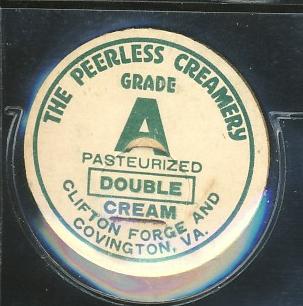 THE PEERLESS CREAMERY
GRADE
A
PASTEURIZED
DOUBLE
CREAM
CLIFTON FORGE AND
COVINGTON, VA.